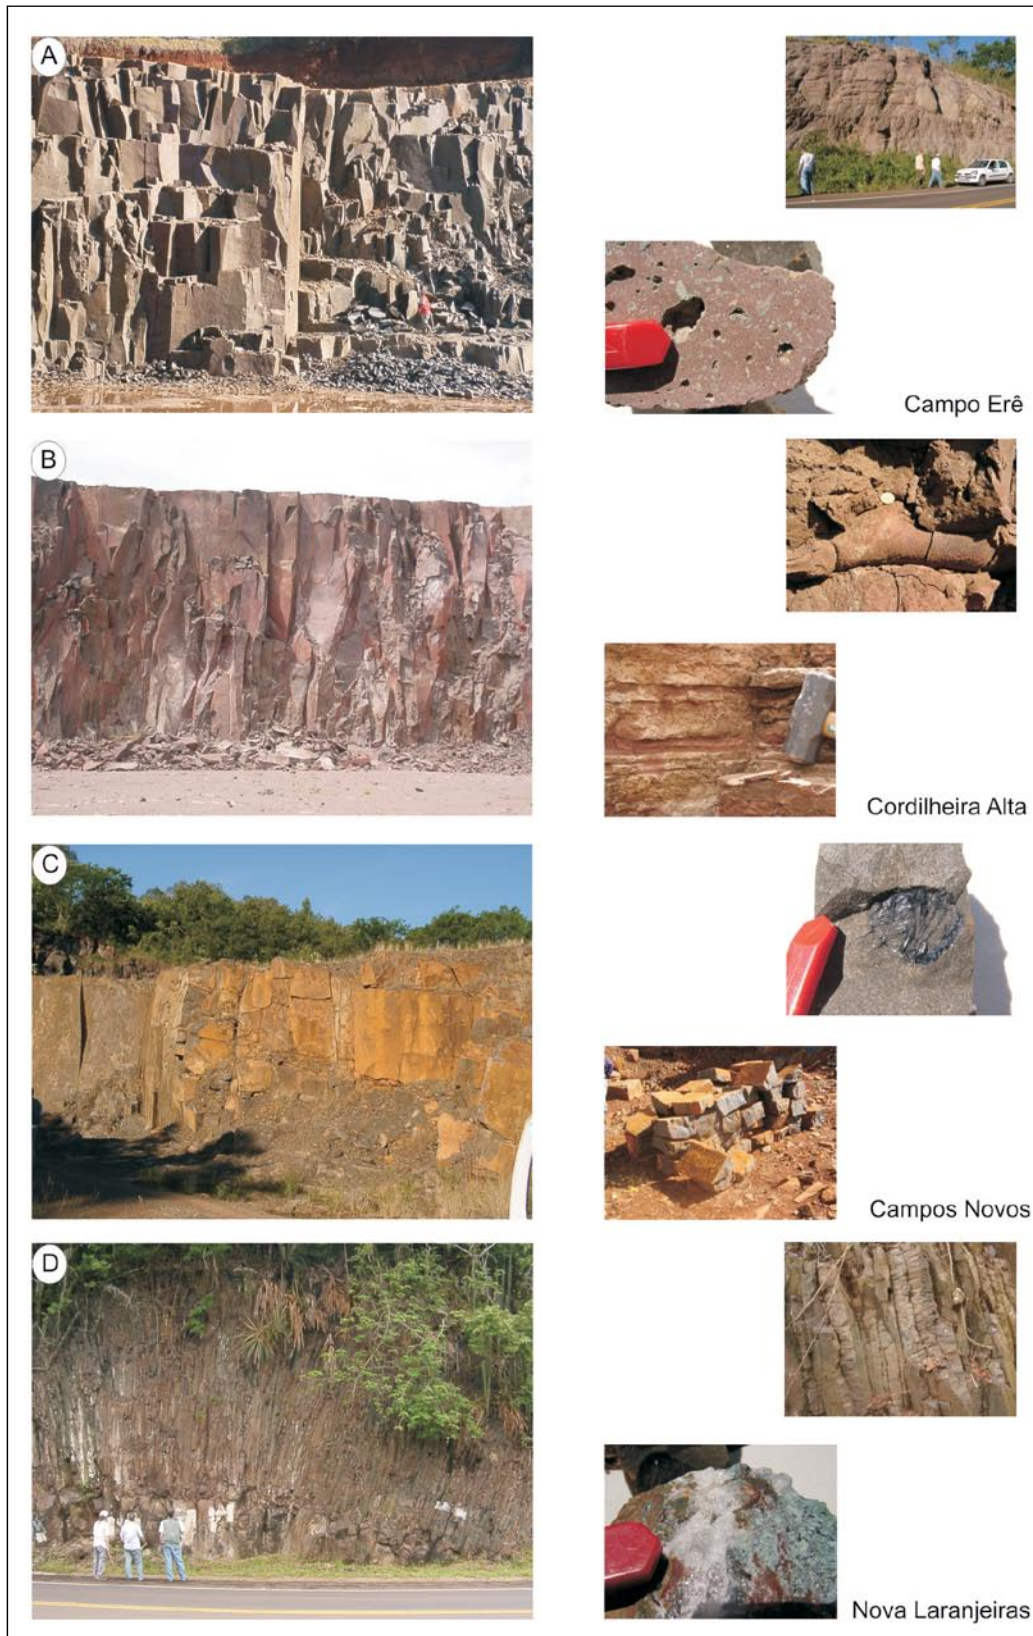 A
Campo Erê
B
Cordilheira Alta
C
Campos Novos
D
Nova Laranjeiras